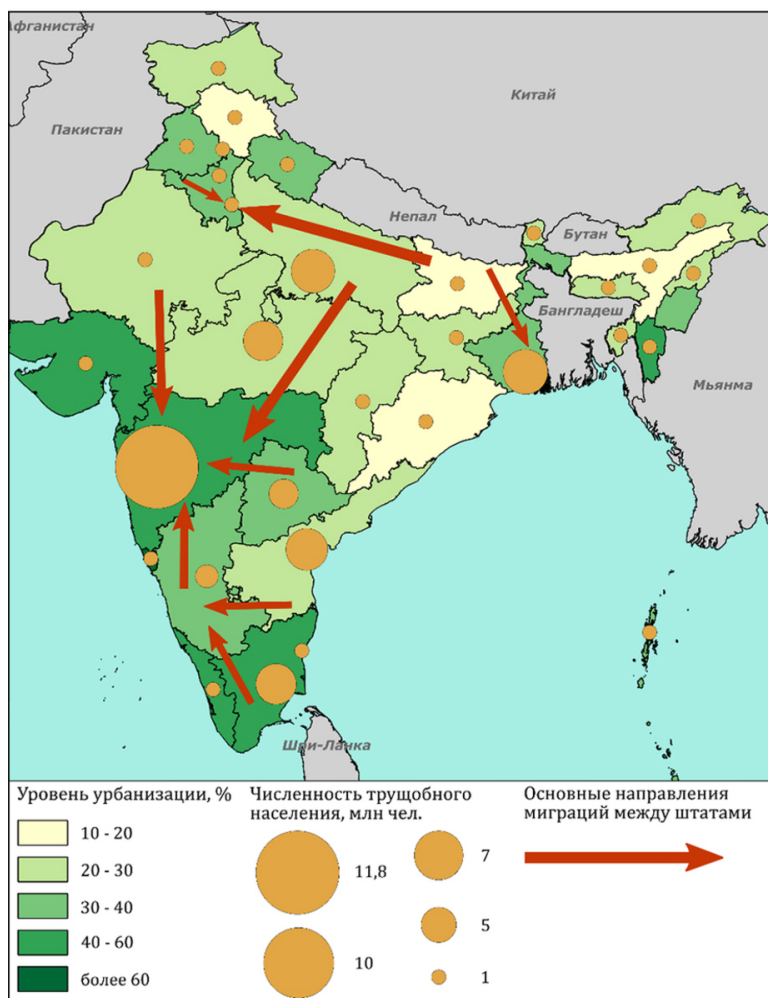 Афганистан
Китай
Пакистан
Непал
Бутан
Бангладеш
Мьянма
Шри-Ланка
Уровень урбанизации, %
10 - 20
20 - 30
30 - 40
40 - 60
более 60
Численность трущобного
населения, млн чел.
11,8
10
7
5
1
Основные направления
миграций между штатами